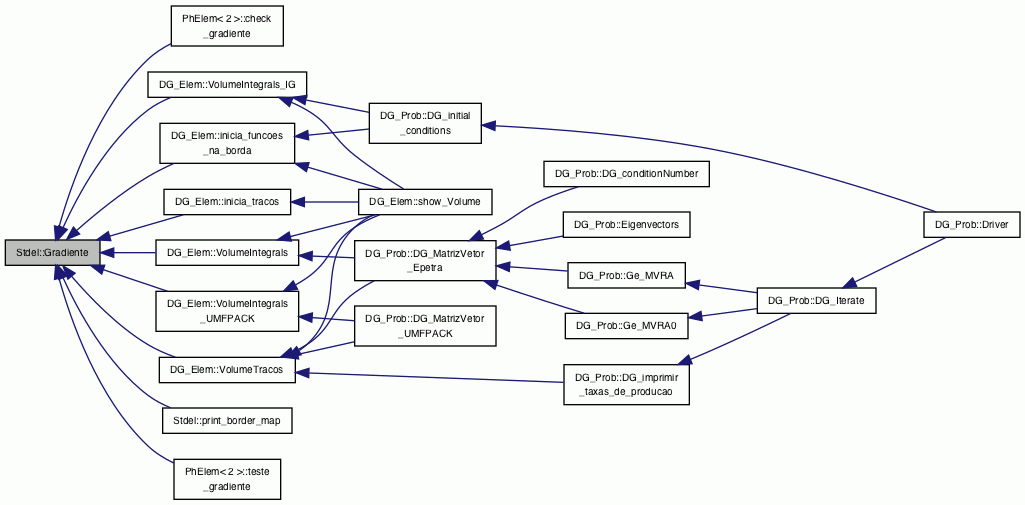 PhElem< 2 >::check
_gradiente
DG_Elem::VolumeIntegrals_IG
DG_Prob::DG_initial
_conditions
DG_Elem::inicia_funcoes
_na_borda
DG_Prob::DG_conditionNumber
DG_Elem::inicia_tracos
DG_Elem::show_Volume
DG_Prob::Eigenvectors
DG_Prob::Driver
Stdel::Gradiente
DG_Elem::VolumeIntegrals
DG_Prob::DG_MatrizVetor
_Epetra
DG_Prob::Ge_MVRA
DG_Elem::VolumeIntegrals
_UMFPACK
DG_Prob::DG_Iterate
DG_Prob::DG_MatrizVetor
_UMFPACK
DG_Prob::Ge_MVRA0
DG_Elem::VolumeTracos
DG_Prob::DG_imprimir
_taxas_de_producao
Stdel::print_border_map
PhElem< 2 >::teste
_gradiente